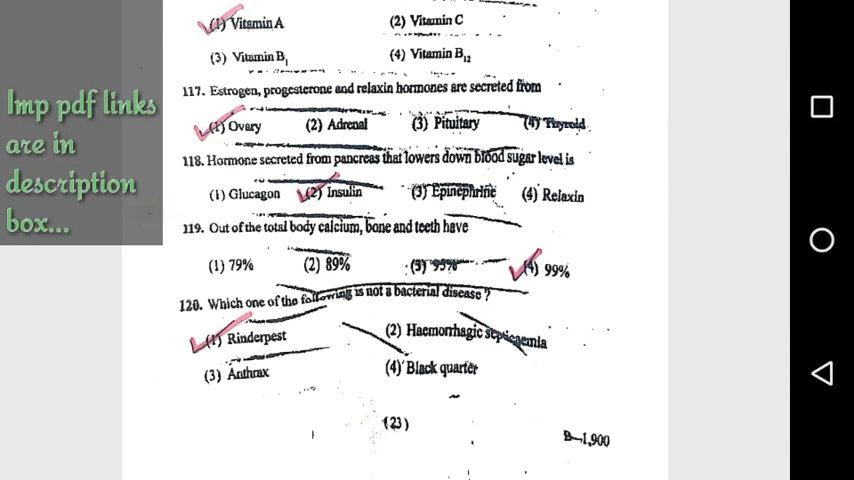 (1) Vitamin A (2) Vitamin C
(3) Vitamin B₁ (4) Vitamin B₁₂
117. Estrogen, progesterone and relaxin hormones are secreted from
(1) Ovary (2) Adrenal (3) Pituitary (4) Thyroid
118. Hormone secreted from pancreas that lowers down blood sugar level is
(1) Glucagon (2) Insulin (3) Epinephrine (4) Relaxin
119. Out of the total body calcium, bone and teeth have
(1) 79% (2) 89% (3) 95% (4) 99%
120. Which one of the following is not a bacterial disease ?
(1) Rinderpest (2) Haemorrhagic septicaemia
(3) Anthrax (4) Black quarter
(23)
B—1,900
Imp pdf links
are in
description
box...